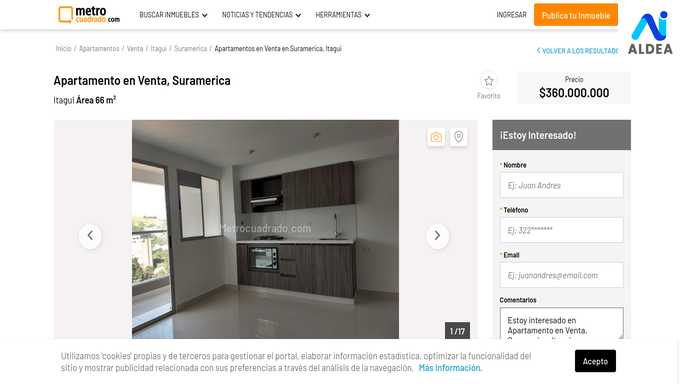 metro
cuadrado.com
BUSCAR INMUEBLES
NOTICIAS Y TENDENCIAS
HERRAMIENTAS
INGRESAR
Publica tu Inmueble
ALDEA
Inicio / Apartamentos / Venta / Itagui / Suramerica / Apartamentos en Venta en Suramerica, Itagui
VOLVER A LOS RESULTAD
Apartamento en Venta, Suramerica
Itagui Área 66 m²
Favorito
Precio
$360.000.000
Metrocuadrado.com
1/17
¡Estoy Interesado!
* Nombre
Ej: Juan Andres
* Teléfono
Ej: 322*******
* Email
Ej: juanandres@email.com
Comentarios
Estoy interesado en
Apartamento en Venta,
Utilizamos 'cookies' propias y de terceros para gestionar el portal, elaborar información estadística, optimizar la funcionalidad del
sitio y mostrar publicidad relacionada con sus preferencias a través del análisis de la navegación. Más información.
Acepto